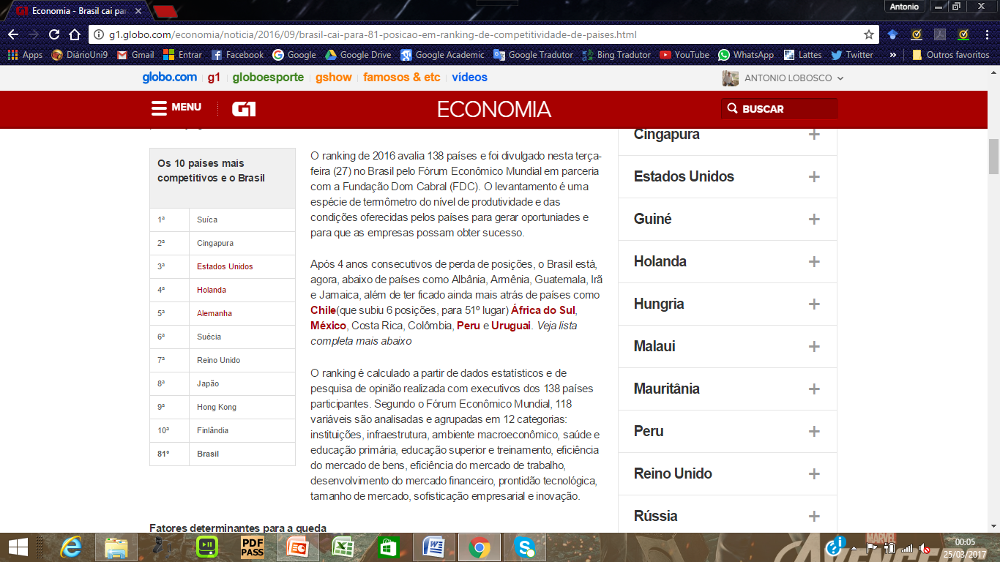 Economia - Brasil cai par
Antonio
g1.globo.com/economia/noticia/2016/09/brasil-cai-para-81-posicao-em-ranking-de-competitividade-de-paises.html
Apps DiárioUni9 Gmail Entrar Facebook Google Google Drive Google Academic Google Tradutor Bing Tradutor YouTube WhatsApp Lattes Twitter » Outros favoritos
globo.com g1 globoesporte gshow famosos & etc vídeos ANTONIO LOBOSCO
MENU G1 ECONOMIA BUSCAR
Os 10 países mais
competitivos e o Brasil
1ª Suíca
2ª Cingapura
3ª Estados Unidos
4ª Holanda
5ª Alemanha
6ª Suécia
7ª Reino Unido
8ª Japão
9ª Hong Kong
10ª Finlândia
81º Brasil
O ranking de 2016 avalia 138 países e foi divulgado nesta terça-
feira (27) no Brasil pelo Fórum Econômico Mundial em parceria
com a Fundação Dom Cabral (FDC). O levantamento é uma
espécie de termômetro do nível de produtividade e das
condições oferecidas pelos países para gerar oportuniades e
para que as empresas possam obter sucesso.
Após 4 anos consecutivos de perda de posições, o Brasil está,
agora, abaixo de países como Albânia, Armênia, Guatemala, Irã
e Jamaica, além de ter ficado ainda mais atrás de países como
Chile(que subiu 6 posições, para 51º lugar) África do Sul,
México, Costa Rica, Colômbia, Peru e Uruguai. Veja lista
completa mais abaixo
O ranking é calculado a partir de dados estatísticos e de
pesquisa de opinião realizada com executivos dos 138 países
participantes. Segundo o Fórum Econômico Mundial, 118
variáveis são analisadas e agrupadas em 12 categorias:
instituições, infraestrutura, ambiente macroeconômico, saúde e
educação primária, educação superior e treinamento, eficiência
do mercado de bens, eficiência do mercado de trabalho,
desenvolvimento do mercado financeiro, prontidão tecnológica,
tamanho de mercado, sofisticação empresarial e inovação.
Fatores determinantes para a queda
Cingapura
Estados Unidos
Guiné
Holanda
Hungria
Malaui
Mauritânia
Peru
Reino Unido
Rússia
PDF
PASS
MARVEL
AVENGE
00:05
25/03/2017